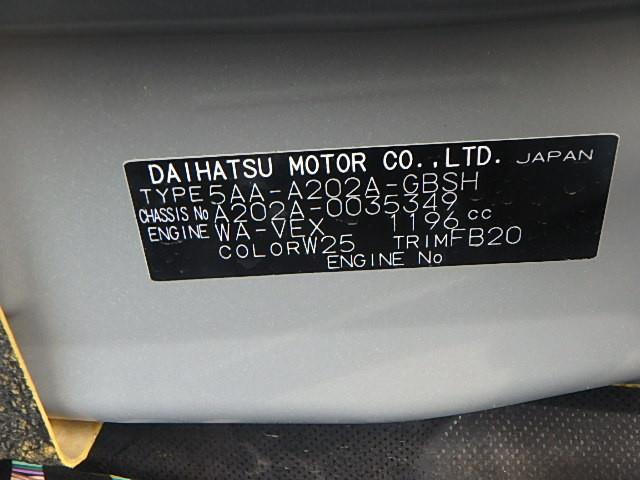 DAIHATSU MOTOR CO.,LTD. JAPAN
TYPE 5AA-A202A-GBSH
CHASSIS No A202A-0035349
ENGINE WA-VEX - 1196 cc
COLOR W25 TRIM FB20
ENGINE No